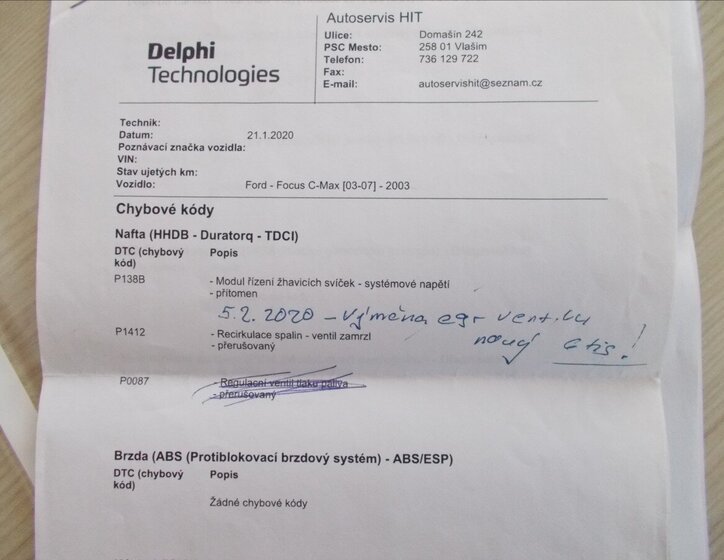 Autoservis HIT
Delphi
Technologies
Ulice: Domašín 242
PSC Mesto: 258 01 Vlašim
Telefon: 736 129 722
Fax:
E-mail: autoservishit@seznam.cz
Technik:
Datum: 21.1.2020
Poznávací značka vozidla:
VIN:
Stav ujetých km:
Vozidlo: Ford - Focus C-Max [03-07] - 2003
Chybové kódy
Nafta (HHDB - Duratorq - TDCI)
DTC (chybový Popis
kód)
P138B - Modul řízení žhavicích svíček - systémové napětí
- přítomen
5.2. 2020 - výměna egr ventilu
P1412 - Recirkulace spalin - ventil zamrzl
- přerušovaný
nový
P0087 - Regulacní ventil tlaku paliva
- přerušovaný
Brzda (ABS (Protiblokovací brzdový systém) - ABS/ESP)
DTC (chybový Popis
kód)
Žádné chybové kódy